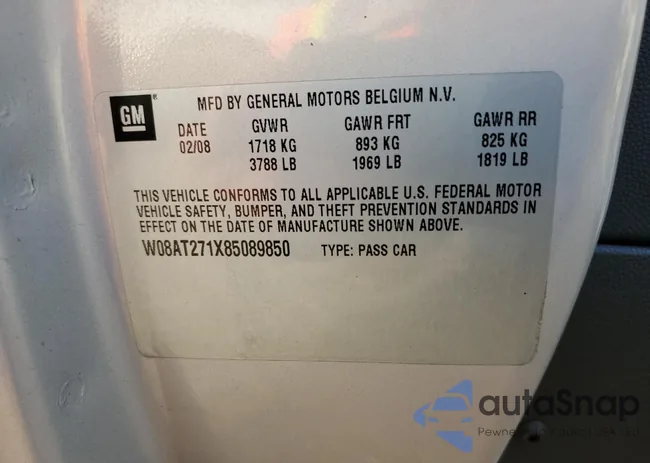 GM
MFD BY GENERAL MOTORS BELGIUM N.V.
DATE GVWR GAWR FRT GAWR RR
02/08 1718 KG 893 KG 825 KG
3788 LB 1969 LB 1819 LB
THIS VEHICLE CONFORMS TO ALL APPLICABLE U.S. FEDERAL MOTOR
VEHICLE SAFETY, BUMPER, AND THEFT PREVENTION STANDARDS IN
EFFECT ON THE DATE OF MANUFACTURE SHOWN ABOVE.
W08AT271X85089850 TYPE: PASS CAR
autoSnap